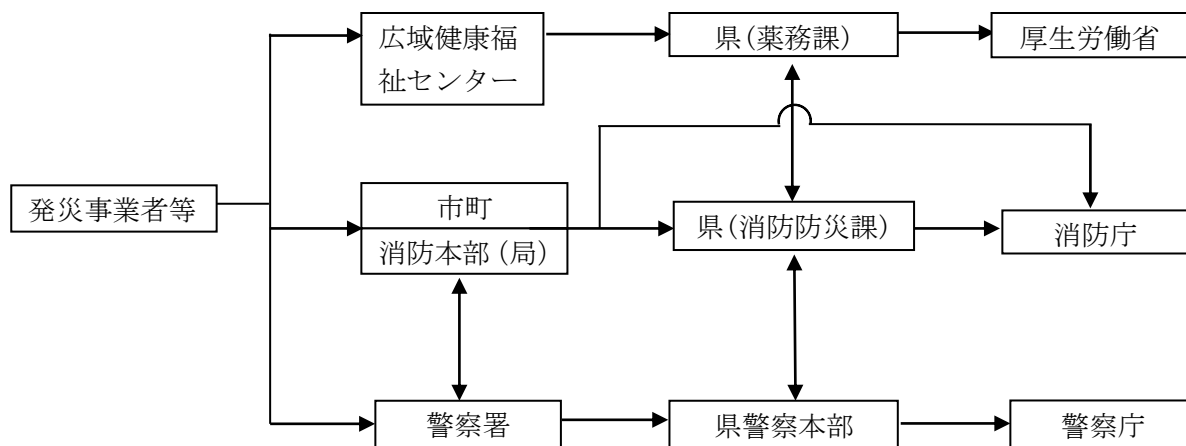 広域健康福
祉センター
県(薬務課)
厚生労働省
発災事業者等
市町
消防本部(局)
県(消防防災課)
消防庁
警察署
県警察本部
警察庁